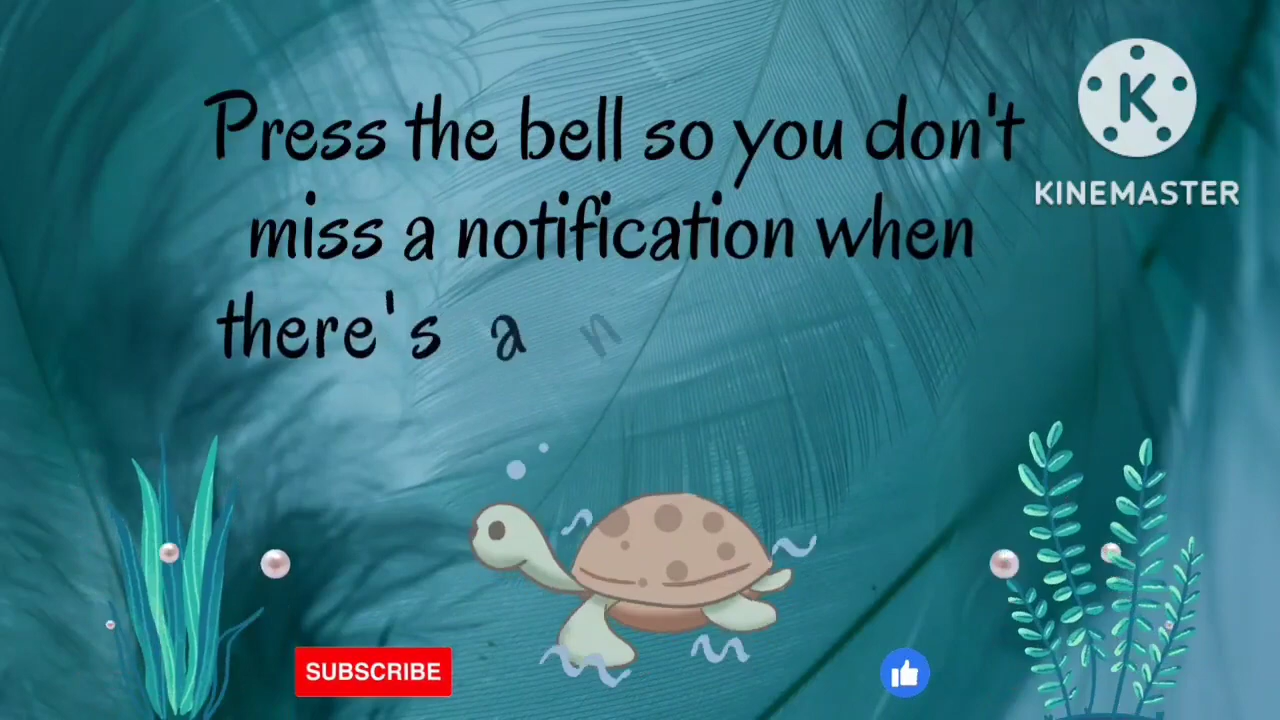 Press the bell so you don't
miss a notification when
there's a n
K
KINEMASTER
SUBSCRIBE